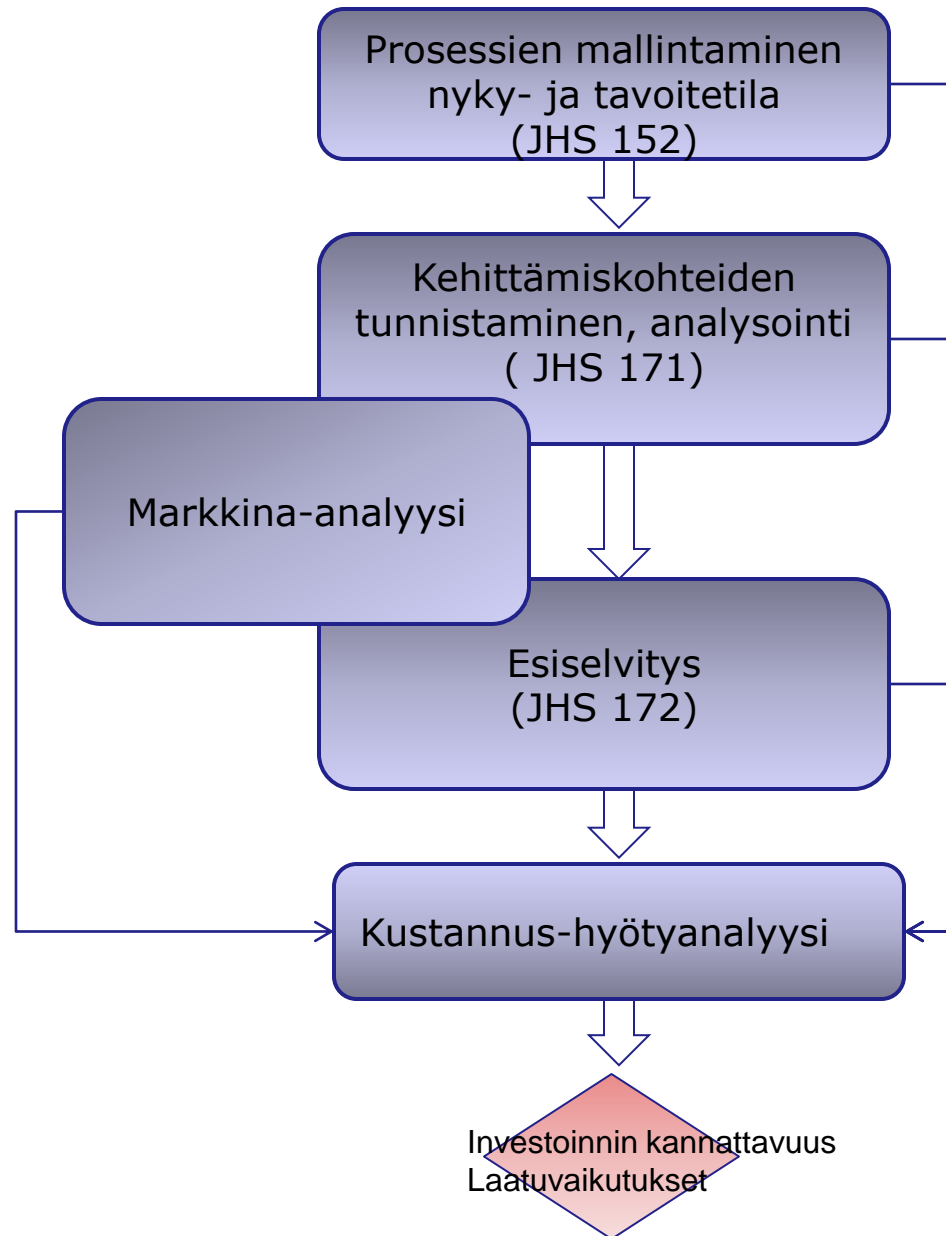 Prosessien mallintaminen
nyky- ja tavoitetila
(JHS 152)
Kehittämiskohteiden
tunnistaminen, analysointi
( JHS 171)
Markkina-analyysi
Esiselvitys
(JHS 172)
Kustannus-hyötyanalyysi
Investoinnin kannattavuus
Laatuvaikutukset